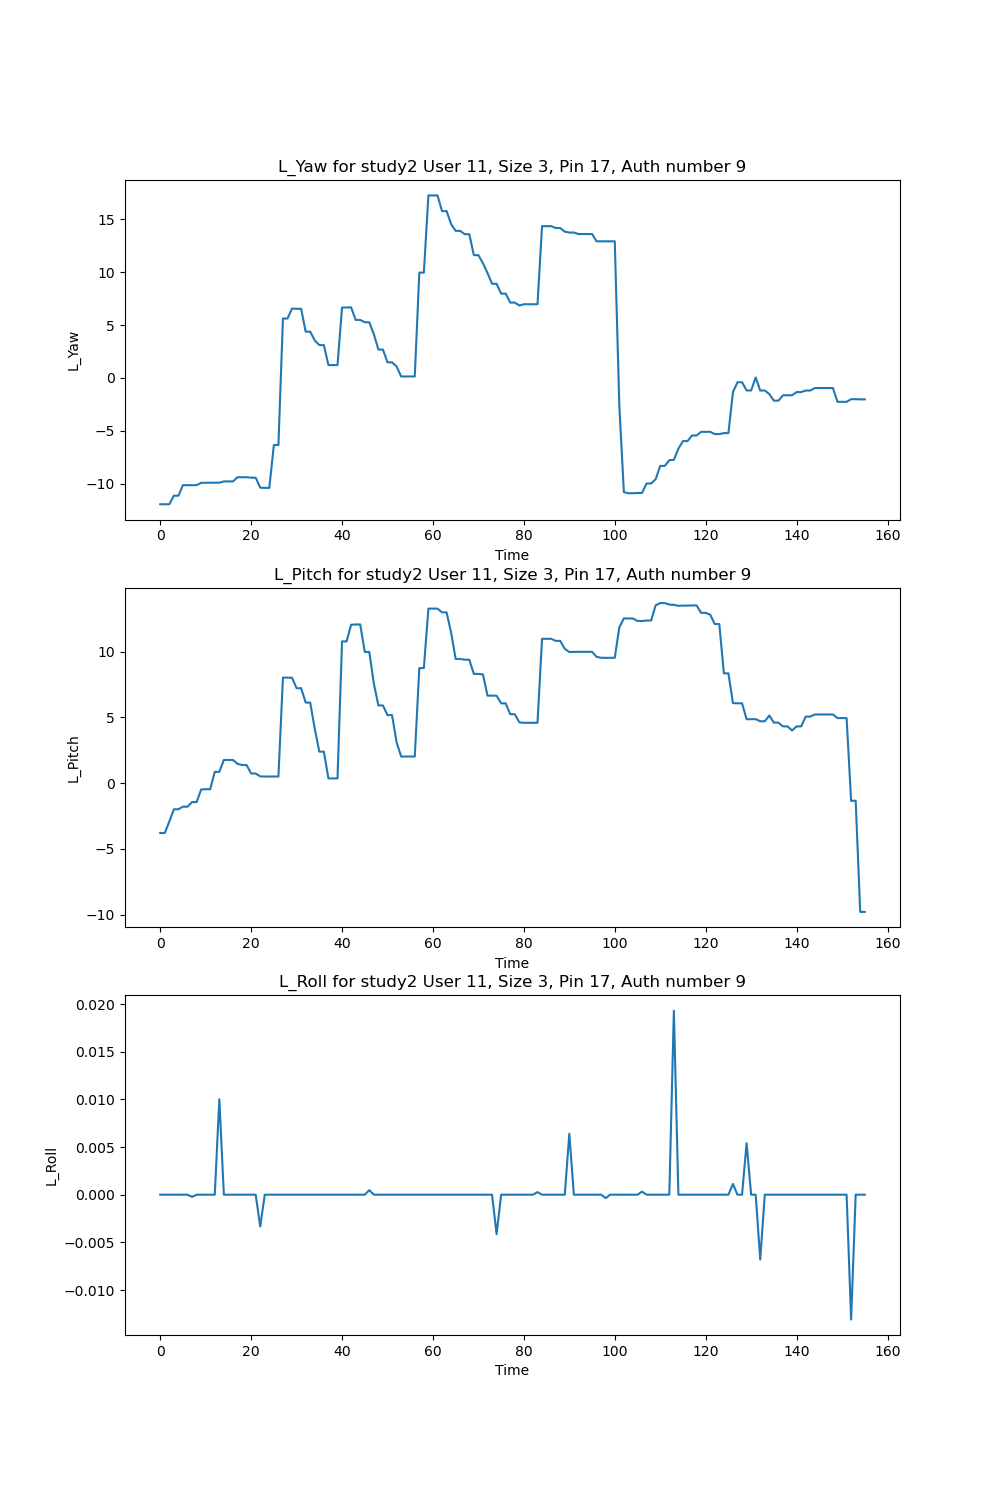 L_Yaw for study2 User 11, Size 3, Pin 17, Auth number 9
15
10
5
0
−5
−10
L_Yaw
0 20 40 60 80 100 120 140 160
Time
L_Pitch for study2 User 11, Size 3, Pin 17, Auth number 9
10
5
0
−5
−10
L_Pitch
0 20 40 60 80 100 120 140 160
Time
L_Roll for study2 User 11, Size 3, Pin 17, Auth number 9
0.020
0.015
0.010
0.005
0.000
−0.005
−0.010
L_Roll
0 20 40 60 80 100 120 140 160
Time